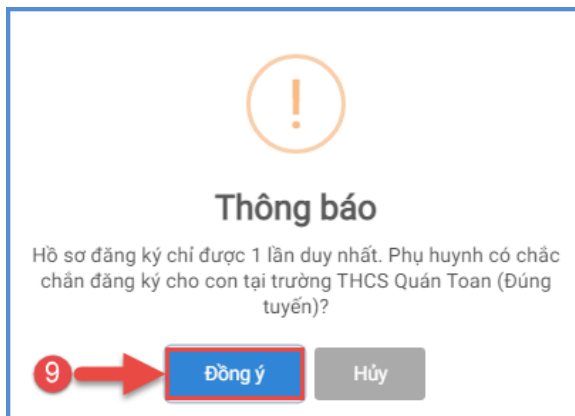 !
Thông báo
Hồ sơ đăng ký chỉ được 1 lần duy nhất. Phụ huynh có chắc
chắn đăng ký cho con tại trường THCS Quán Toan (Đúng
tuyến)?
9 Đồng ý Hủy